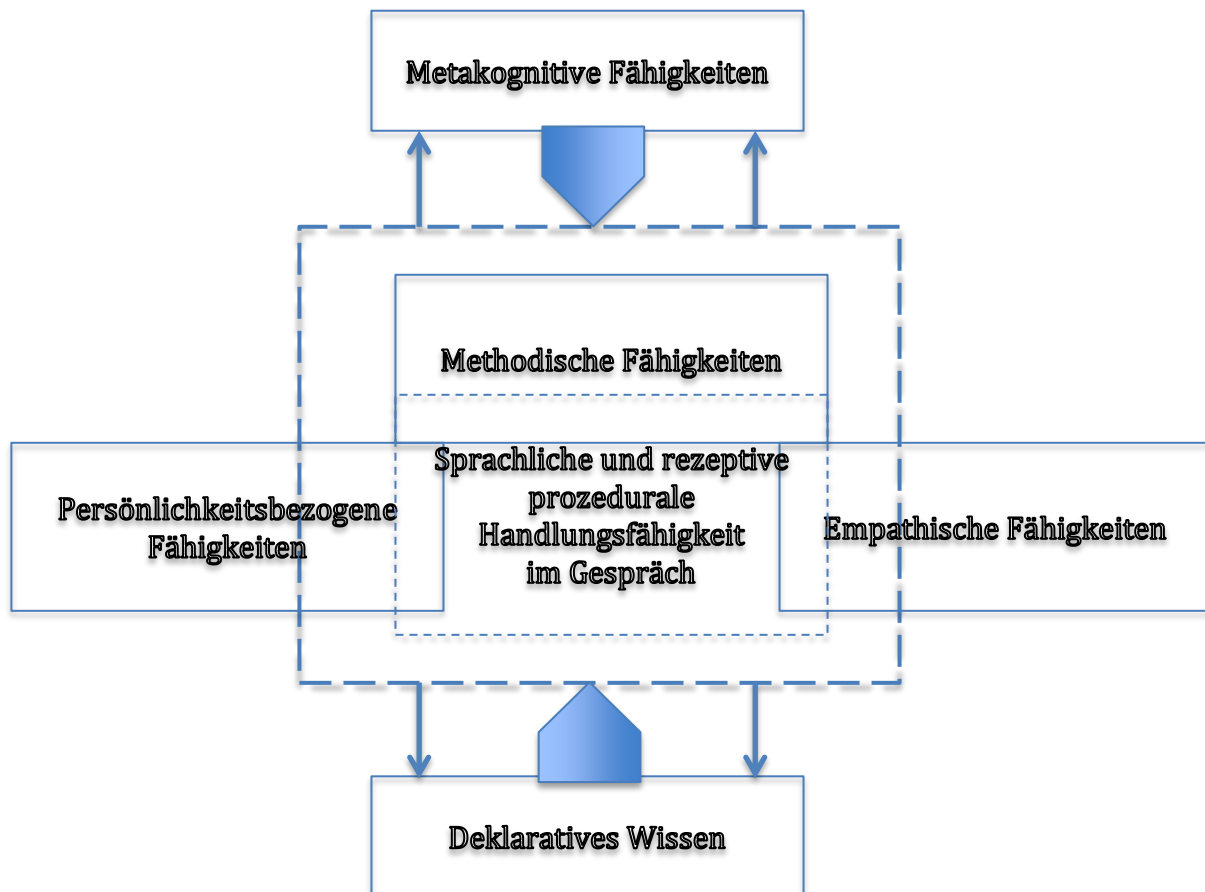 Metakognitive Fähigkeiten
Methodische Fähigkeiten
Sprachliche und rezeptive
prozedurale
Handlungsfähigkeit
im Gespräch
Persönlichkeitsbezogene
Fähigkeiten
Empathische Fähigkeiten
Deklaratives Wissen